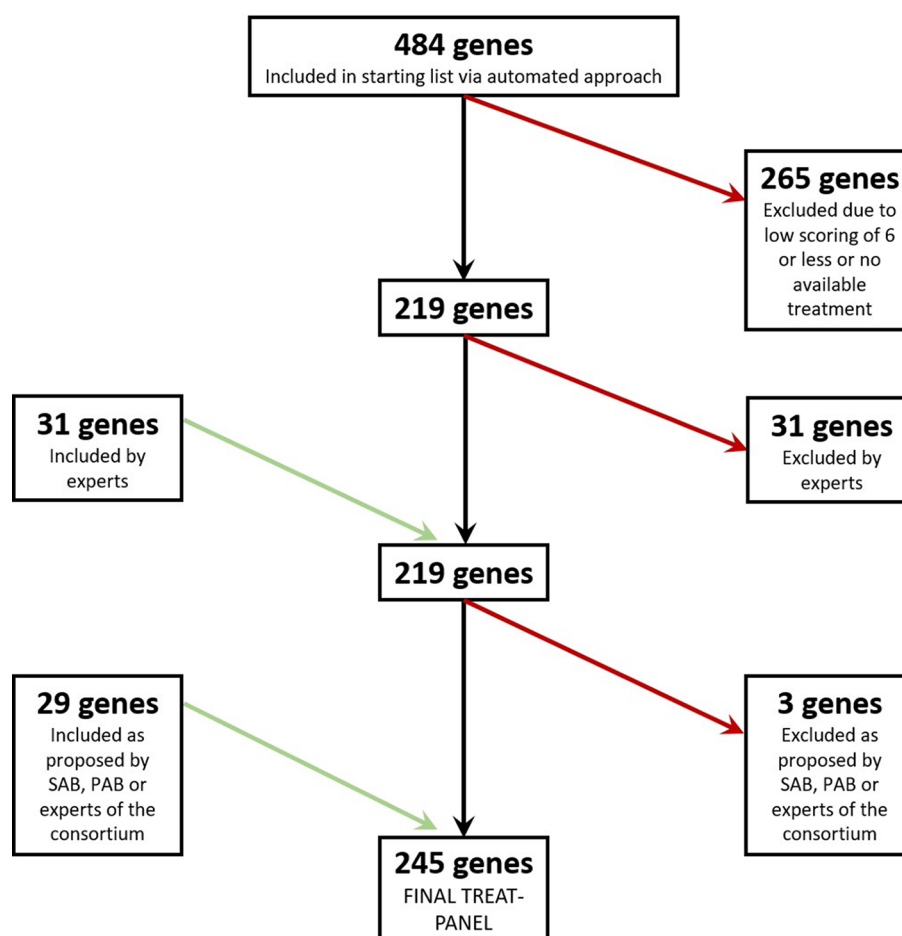 484 genes
Included in starting list via automated approach
265 genes
Excluded due to
low scoring of 6
or less or no
available
treatment
219 genes
31 genes
Included by
experts
31 genes
Excluded by
experts
219 genes
29 genes
Included as
proposed by
SAB, PAB or
experts of the
consortium
3 genes
Excluded as
proposed by
SAB, PAB or
experts of the
consortium
245 genes
FINAL TREAT-
PANEL